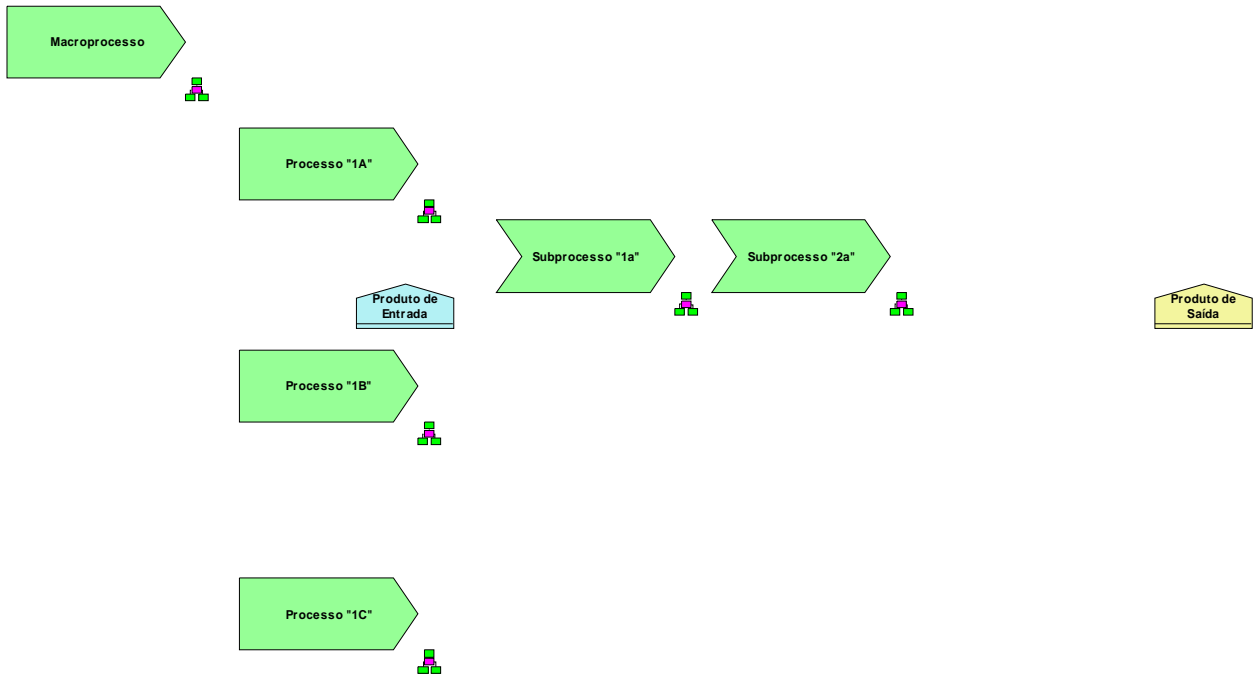 Macroprocesso
Processo "1A"
Subprocesso "1a"
Subprocesso "2a"
Produto de
Entrada
Produto de
Saída
Processo "1B"
Processo "1C"